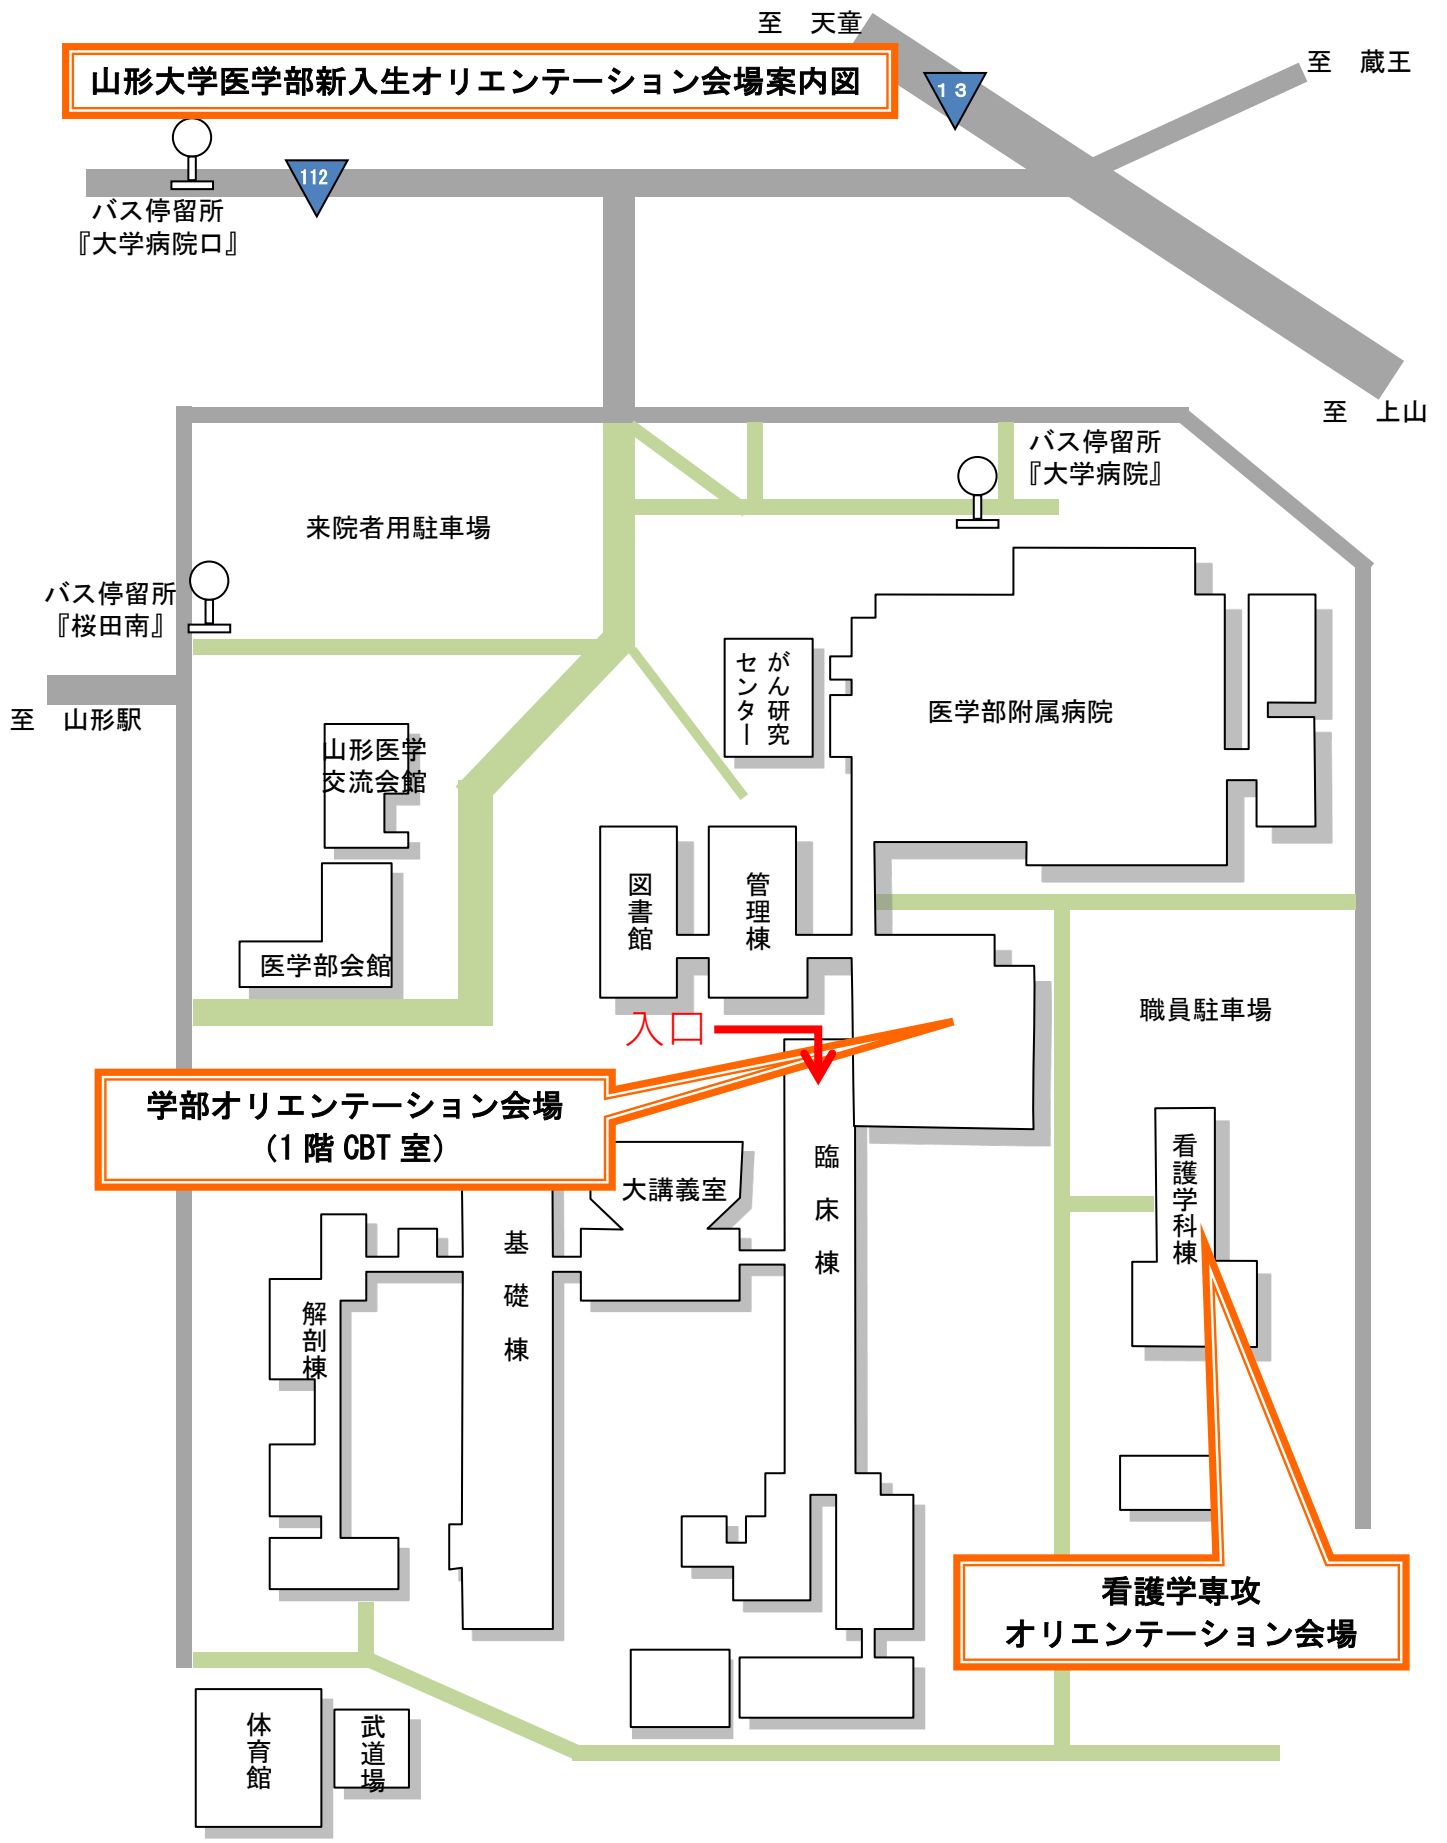 至　天童
山形大学医学部新入生オリエンテーション会場案内図
至　蔵王
１３
112
バス停留所
『大学病院口』
至　上山
バス停留所
『大学病院』
来院者用駐車場
バス停留所
『桜田南』
至　山形駅
がん研究
センター
医学部附属病院
山形医学
交流会館
図書館
管理棟
医学部会館
職員駐車場
入口
学部オリエンテーション会場
（1 階 CBT 室）
臨床棟
大講義室
看護学科棟
基礎棟
解剖棟
看護学専攻
オリエンテーション会場
体育館
武道場